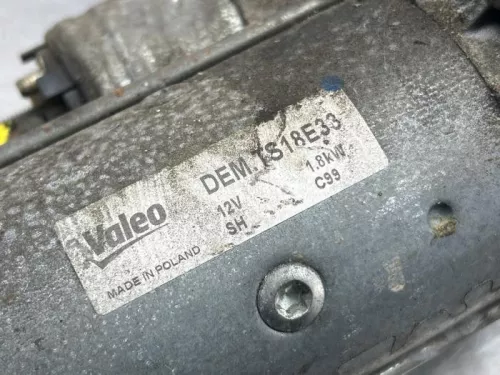 Valeo
MADE IN POLAND
DEM.TS18E33
12V 1.8kW
SH C99